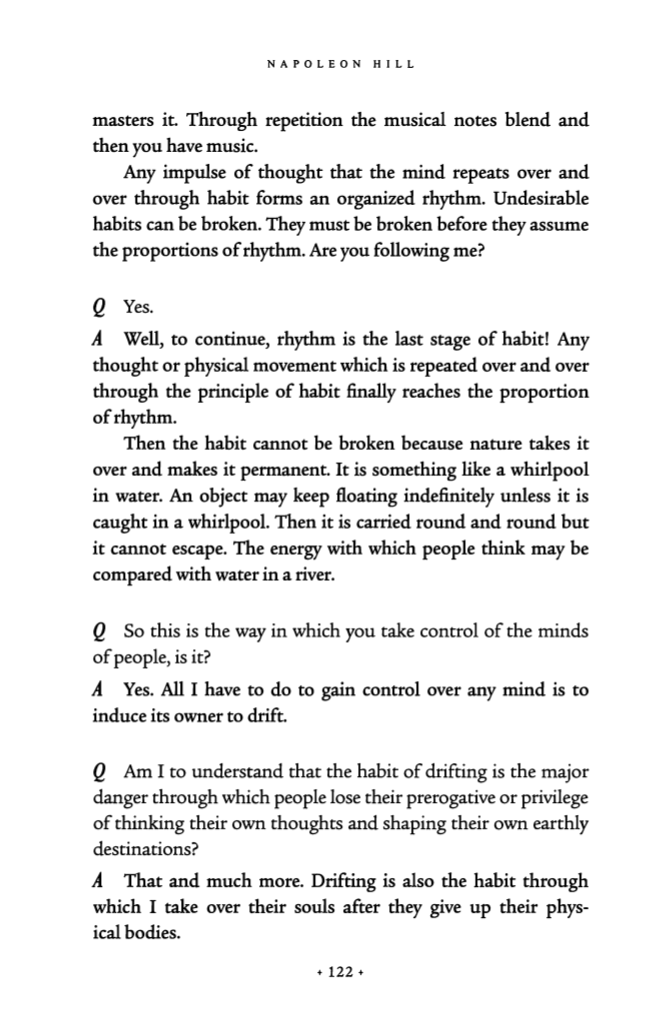 NAPOLEON HILL
masters it. Through repetition the musical notes blend and
then you have music.
Any impulse of thought that the mind repeats over and
over through habit forms an organized rhythm. Undesirable
habits can be broken. They must be broken before they assume
the proportions of rhythm. Are you following me?
Q Yes.
A Well, to continue, rhythm is the last stage of habit! Any
thought or physical movement which is repeated over and over
through the principle of habit finally reaches the proportion
of rhythm.
Then the habit cannot be broken because nature takes it
over and makes it permanent. It is something like a whirlpool
in water. An object may keep floating indefinitely unless it is
caught in a whirlpool. Then it is carried round and round but
it cannot escape. The energy with which people think may be
compared with water in a river.
Q So this is the way in which you take control of the minds
of people, is it?
A Yes. All I have to do to gain control over any mind is to
induce its owner to drift.
Q Am I to understand that the habit of drifting is the major
danger through which people lose their prerogative or privilege
of thinking their own thoughts and shaping their own earthly
destinations?
A That and much more. Drifting is also the habit through
which I take over their souls after they give up their phys-
ical bodies.
+ 122 +